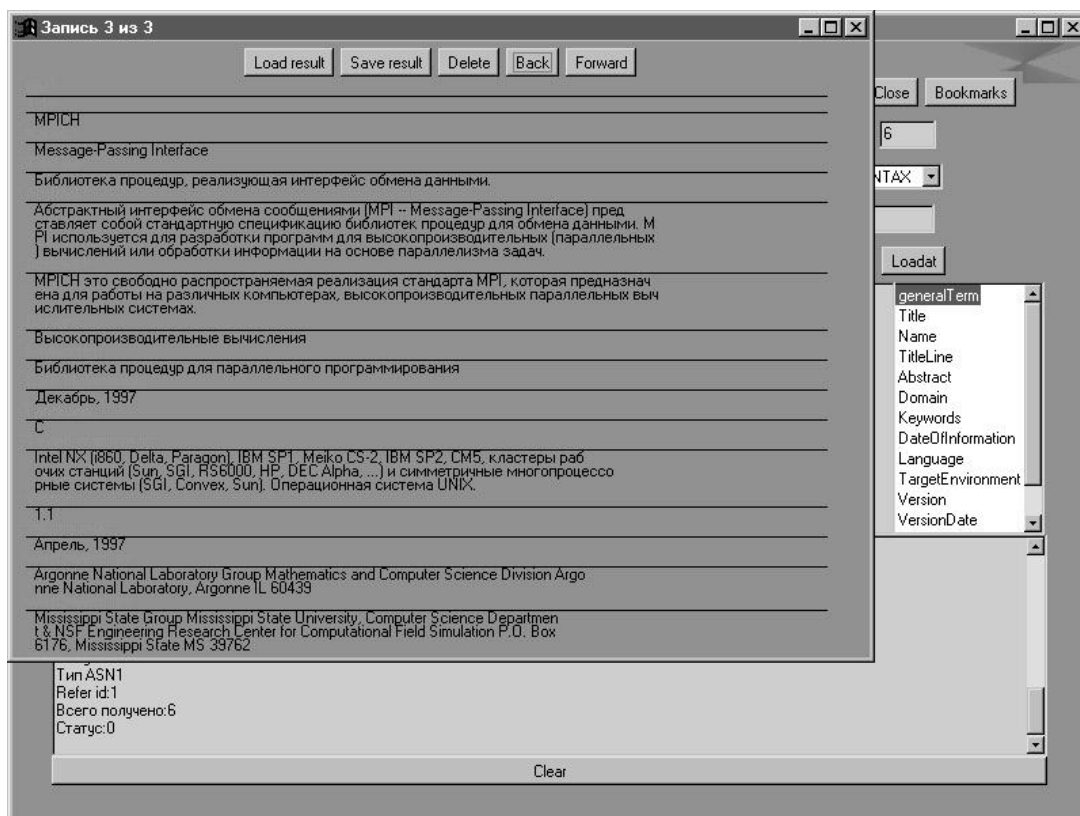 Запись 3 из 3
Load result Save result Delete Back Forward
MPICH
Message-Passing Interface
Библиотека процедур, реализующая интерфейс обмена данными.
Абстрактный интерфейс обмена сообщениями (MPI -- Message-Passing Interface) пред
ставляет собой стандартную спецификацию библиотек процедур для обмена данными. M
PI используется для разработки программ для высокопроизводительных (параллельных
) вычислений или обработки информации на основе параллелизма задач.
MPICH это свободно распространяемая реализация стандарта MPI, которая предназнач
ена для работы на различных компьютерах, высокопроизводительных параллельных выч
ислительных системах.
Высокопроизводительные вычисления
Библиотека процедур для параллельного программирования
Декабрь, 1997
C
Intel NX (i860, Delta, Paragon), IBM SP1, Meiko CS-2, IBM SP2, CM5, кластеры раб
очих станций (Sun, SGI, RS6000, HP, DEC Alpha, ...) и симметричные многопроцессо
рные системы (SGI, Convex, Sun). Операционная система UNIX.
1.1
Апрель, 1997
Argonne National Laboratory Group Mathematics and Computer Science Division Argo
nne National Laboratory, Argonne IL 60439
Mississippi State Group Mississippi State University, Computer Science Departmen
t & NSF Engineering Research Center for Computational Field Simulation P.O. Box
6176, Mississippi State MS 39762
Close Bookmarks
6
NTAX
Loadat
generalTerm
Title
Name
TitleLine
Abstract
Domain
Keywords
DateOfInformation
Language
TargetEnvironment
Version
VersionDate
Тип ASN1
Refer id:1
Всего получено:6
Статус:0
Clear